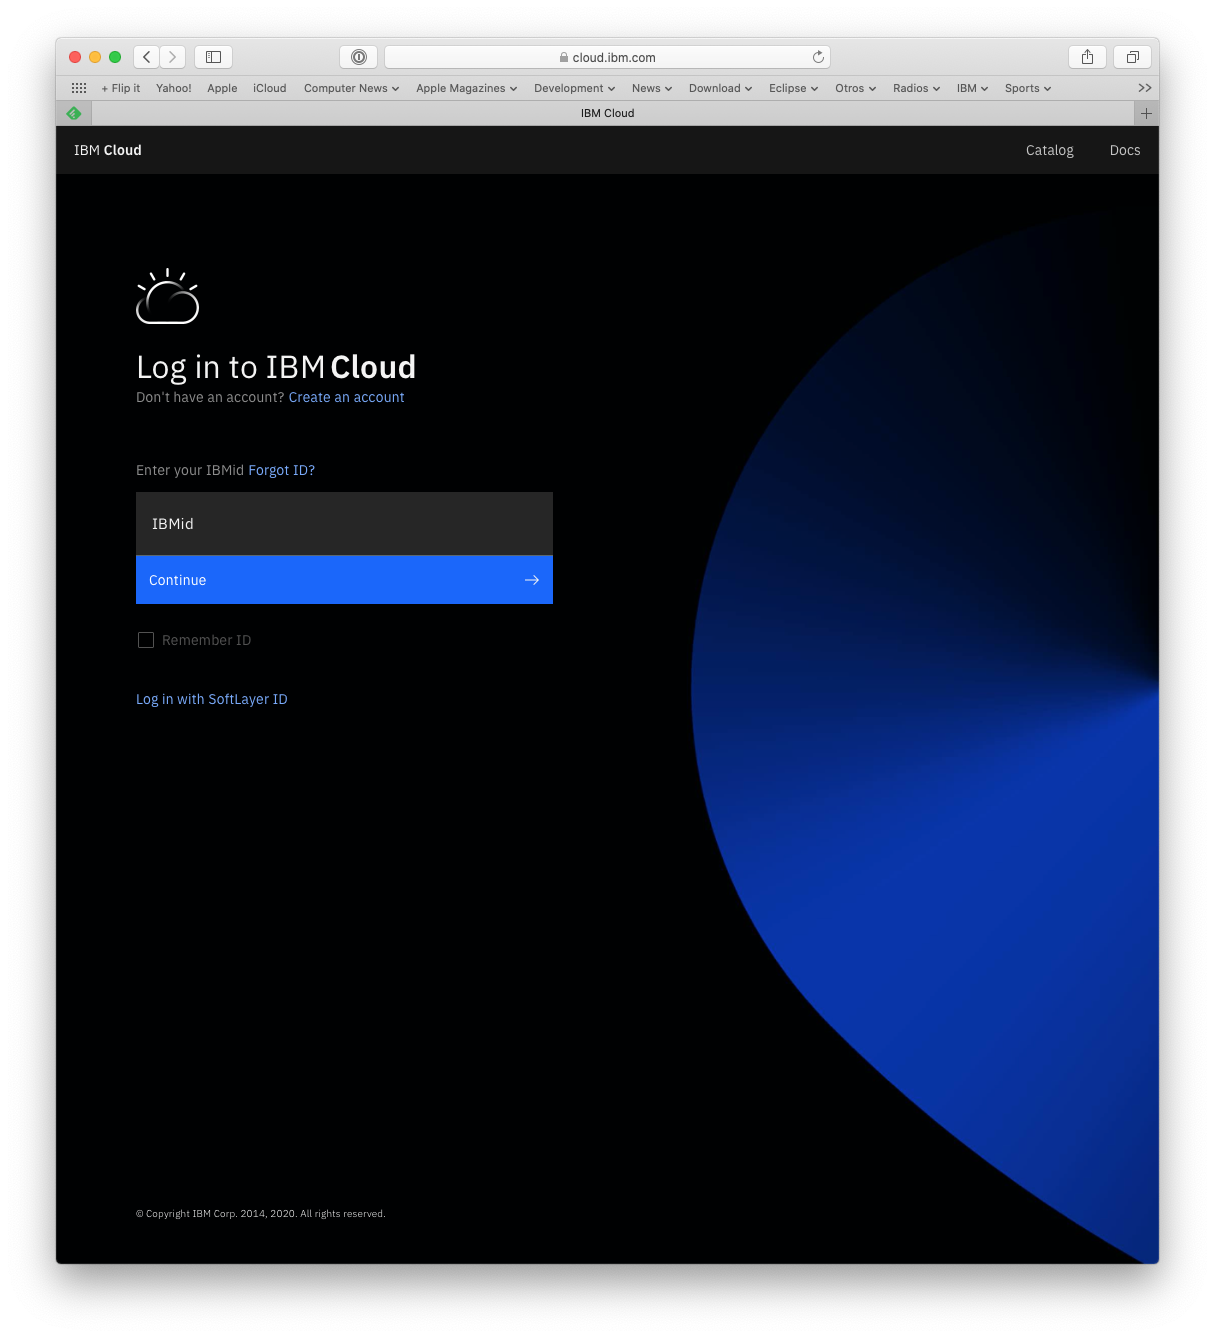 cloud.ibm.com
+ Flip it Yahoo! Apple iCloud Computer News Apple Magazines Development News Download Eclipse Otros Radios IBM Sports
IBM Cloud
IBM Cloud Catalog Docs
Log in to IBM Cloud
Don't have an account? Create an account
Enter your IBMid Forgot ID?
IBMid
Continue
Remember ID
Log in with SoftLayer ID
© Copyright IBM Corp. 2014, 2020. All rights reserved.